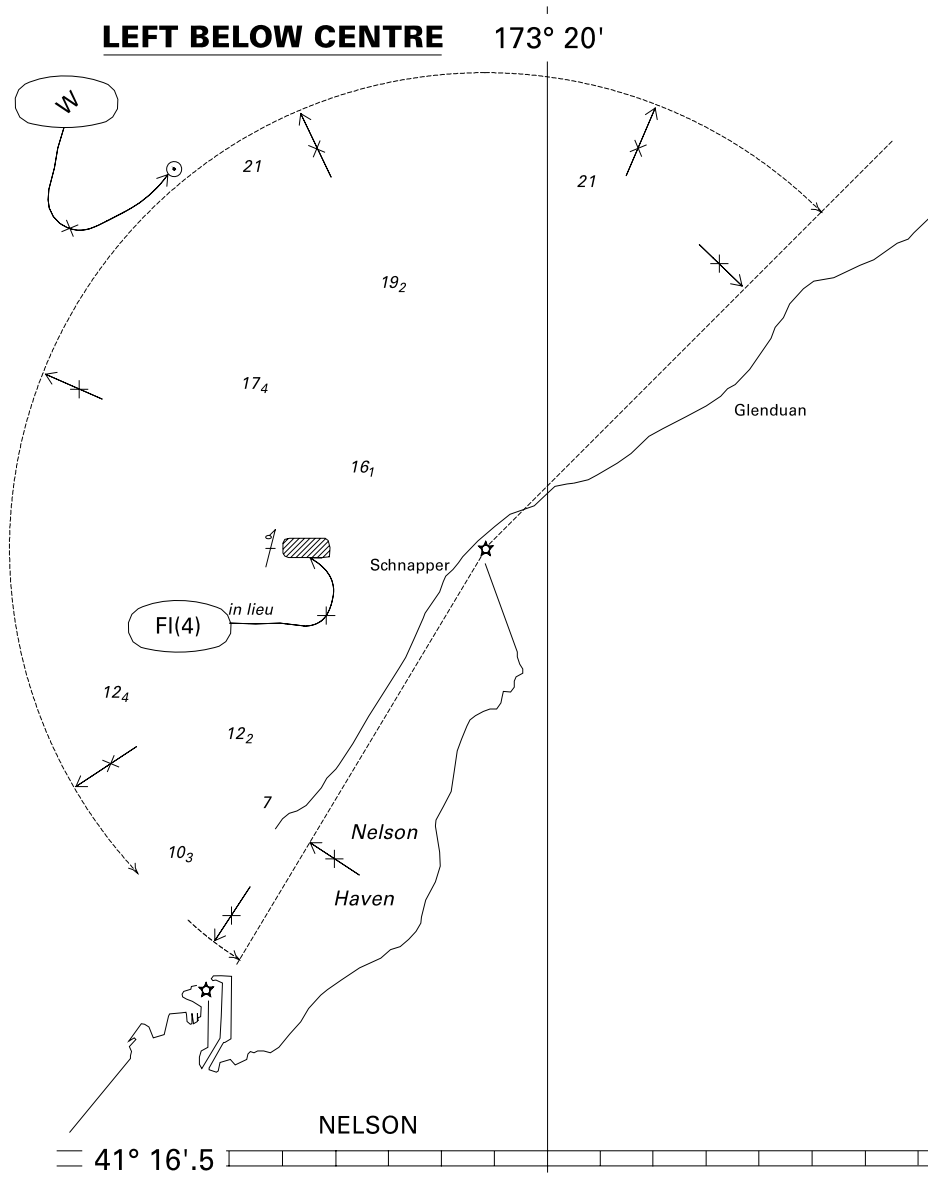 LEFT BELOW CENTRE 173° 20'
W
21
21
19₂
17₄
Glenduan
16₁
Schnapper
in lieu
Fl(4)
12₄
12₂
7
Nelson
10₃
Haven
NELSON
41° 16'.5